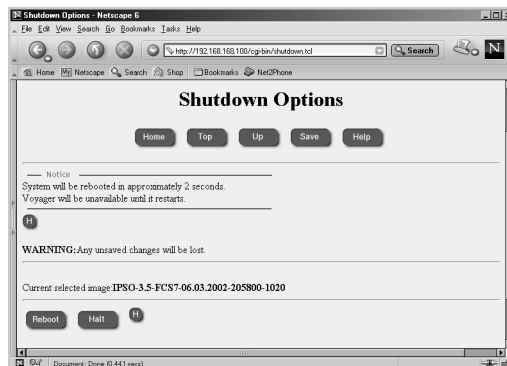 Shutdown Options - Netscape 6
File Edit View Search Go Bookmarks Tasks Help
http://192.168.168.100/cgi-bin/shutdown.tcl
Search
N
Home My Netscape Search Shop Bookmarks Net2Phone
Shutdown Options
Home Top Up Save Help
Notice
System will be rebooted in approximately 2 seconds.
Voyager will be unavailable until it restarts.
H
WARNING:Any unsaved changes will be lost.
Current selected image:IPSO-3.5-FCS7-06.03.2002-205800-1020
Reboot Halt H
Document: Done (0.441 secs)